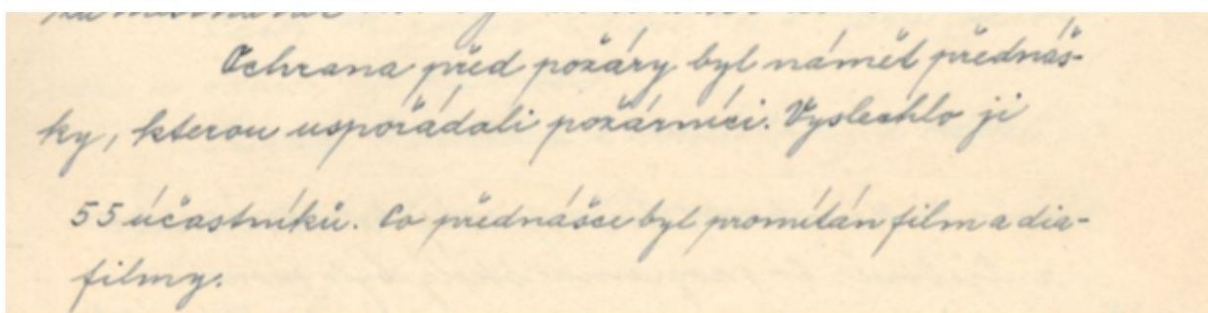 Ochrana před požáry byl námět přednáš-
ky, kterou uspořádali požárníci. Vyslechlo ji
55 účastníků. Po přednášce byl promítán film a dia-
filmy.